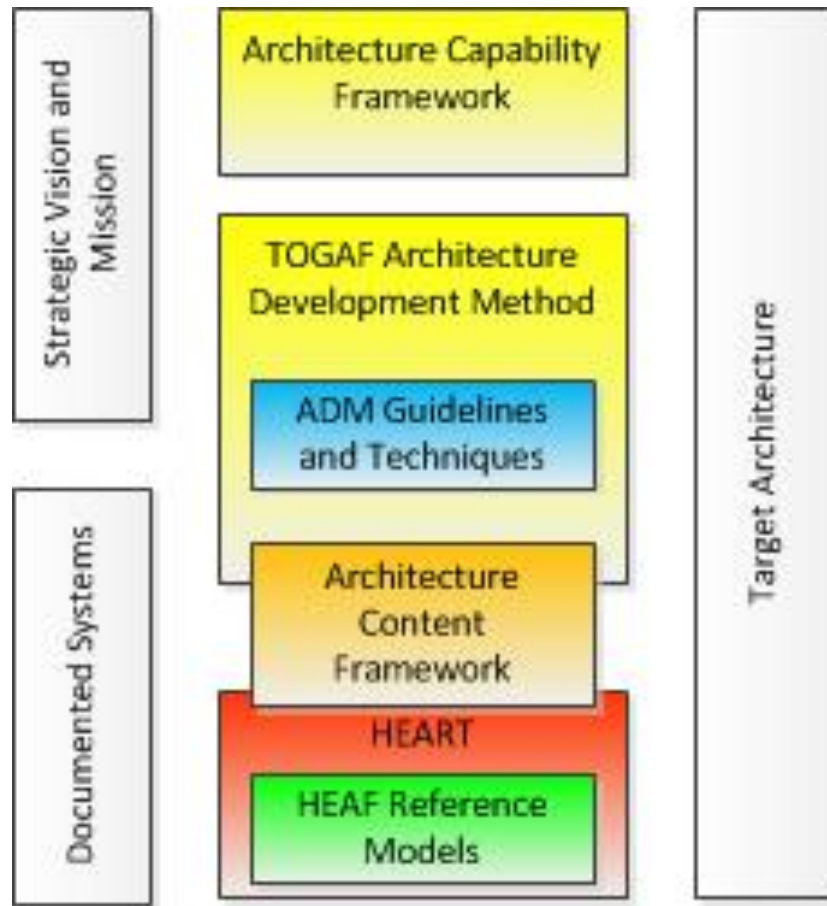 Strategic Vision and
Mission
Documented Systems
Architecture Capability
Framework
TOGAF Architecture
Development Method
ADM Guidelines
and Techniques
Architecture
Content
Framework
HEART
HEAF Reference
Models
Target Architecture